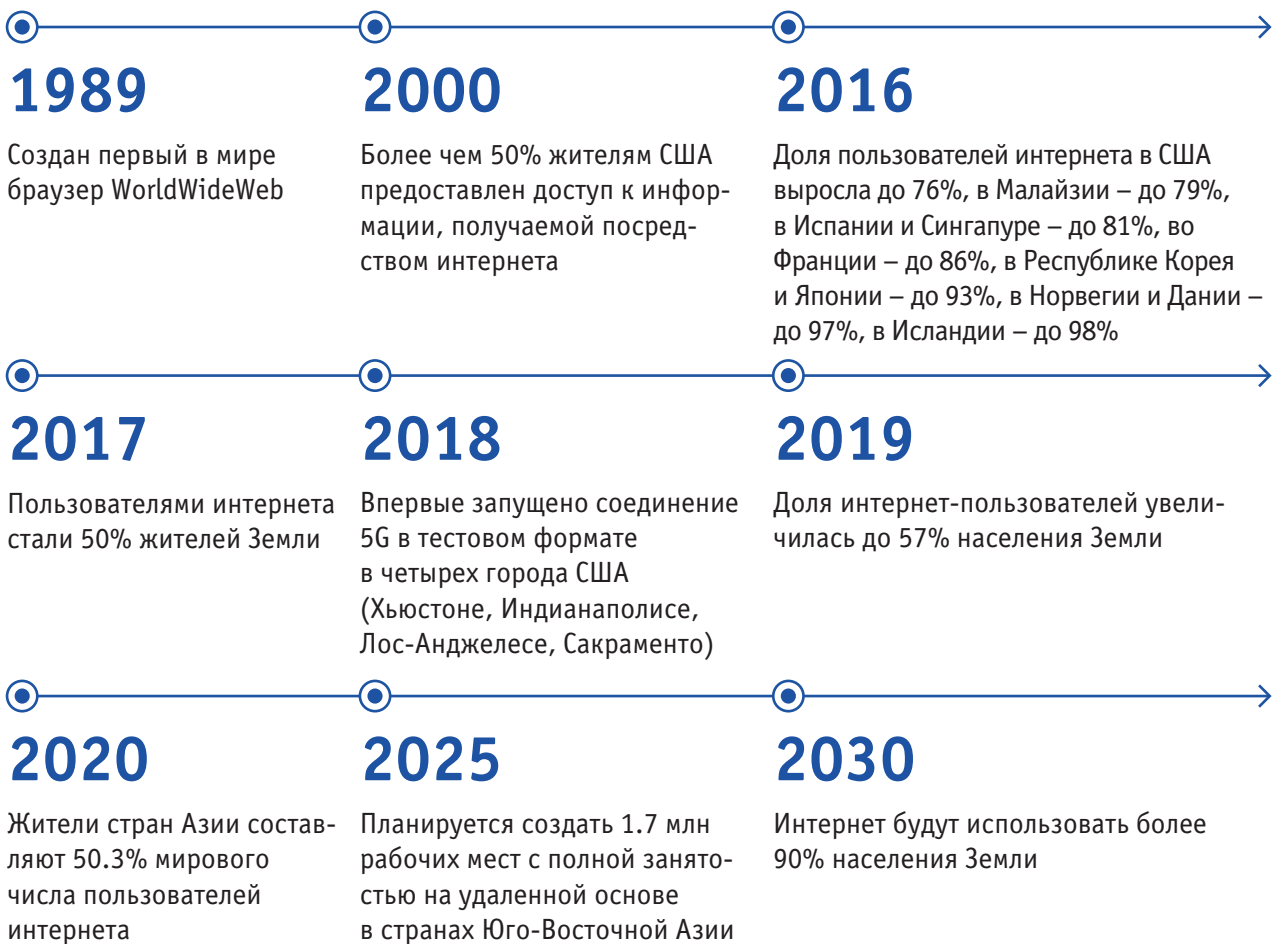 1989
Создан первый в мире
браузер WorldWideWeb
2000
Более чем 50% жителям США
предоставлен доступ к инфор-
мации, получаемой посред-
ством интернета
2016
Доля пользователей интернета в США
выросла до 76%, в Малайзии – до 79%,
в Испании и Сингапуре – до 81%, во
Франции – до 86%, в Республике Корея
и Японии – до 93%, в Норвегии и Дании –
до 97%, в Исландии – до 98%
2017
Пользователями интернета
стали 50% жителей Земли
2018
Впервые запущено соединение
5G в тестовом формате
в четырех города США
(Хьюстоне, Индианаполисе,
Лос-Анджелесе, Сакраменто)
2019
Доля интернет-пользователей увели-
чилась до 57% населения Земли
2020
Жители стран Азии состав-
ляют 50.3% мирового
числа пользователей
интернета
2025
Планируется создать 1.7 млн
рабочих мест с полной занято-
стью на удаленной основе
в странах Юго-Восточной Азии
2030
Интернет будут использовать более
90% населения Земли